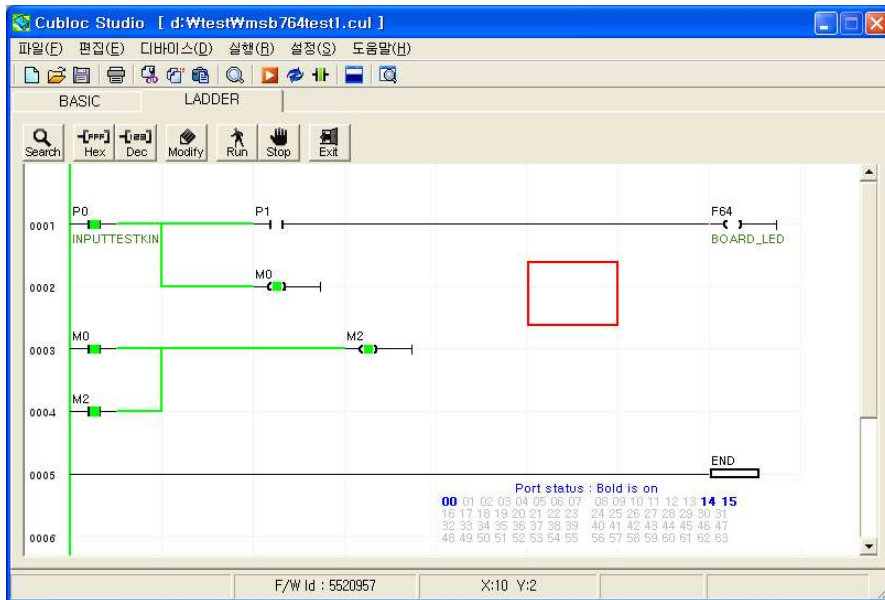 Cubloc Studio [ d:₩test₩msb764test1.cul ]
파일(F) 편집(E) 디바이스(D) 실행(R) 설정(S) 도움말(H)
BASIC LADDER
Search Hex Dec Modify Run Stop Exit
P0 P1 F64
0001
INPUTTESTKIN BOARD_LED
M0
0002
M0 M2
0003
M2
0004
END
0005
Port status : Bold is on
00 01 02 03 04 05 06 07 08 09 10 11 12 13 14 15
16 17 18 19 20 21 22 23 24 25 26 27 28 29 30 31
32 33 34 35 36 37 38 39 40 41 42 43 44 45 46 47
48 49 50 51 52 53 54 55 56 57 58 59 60 61 62 63
0006
F/W Id : 5520957 X:10 Y:2